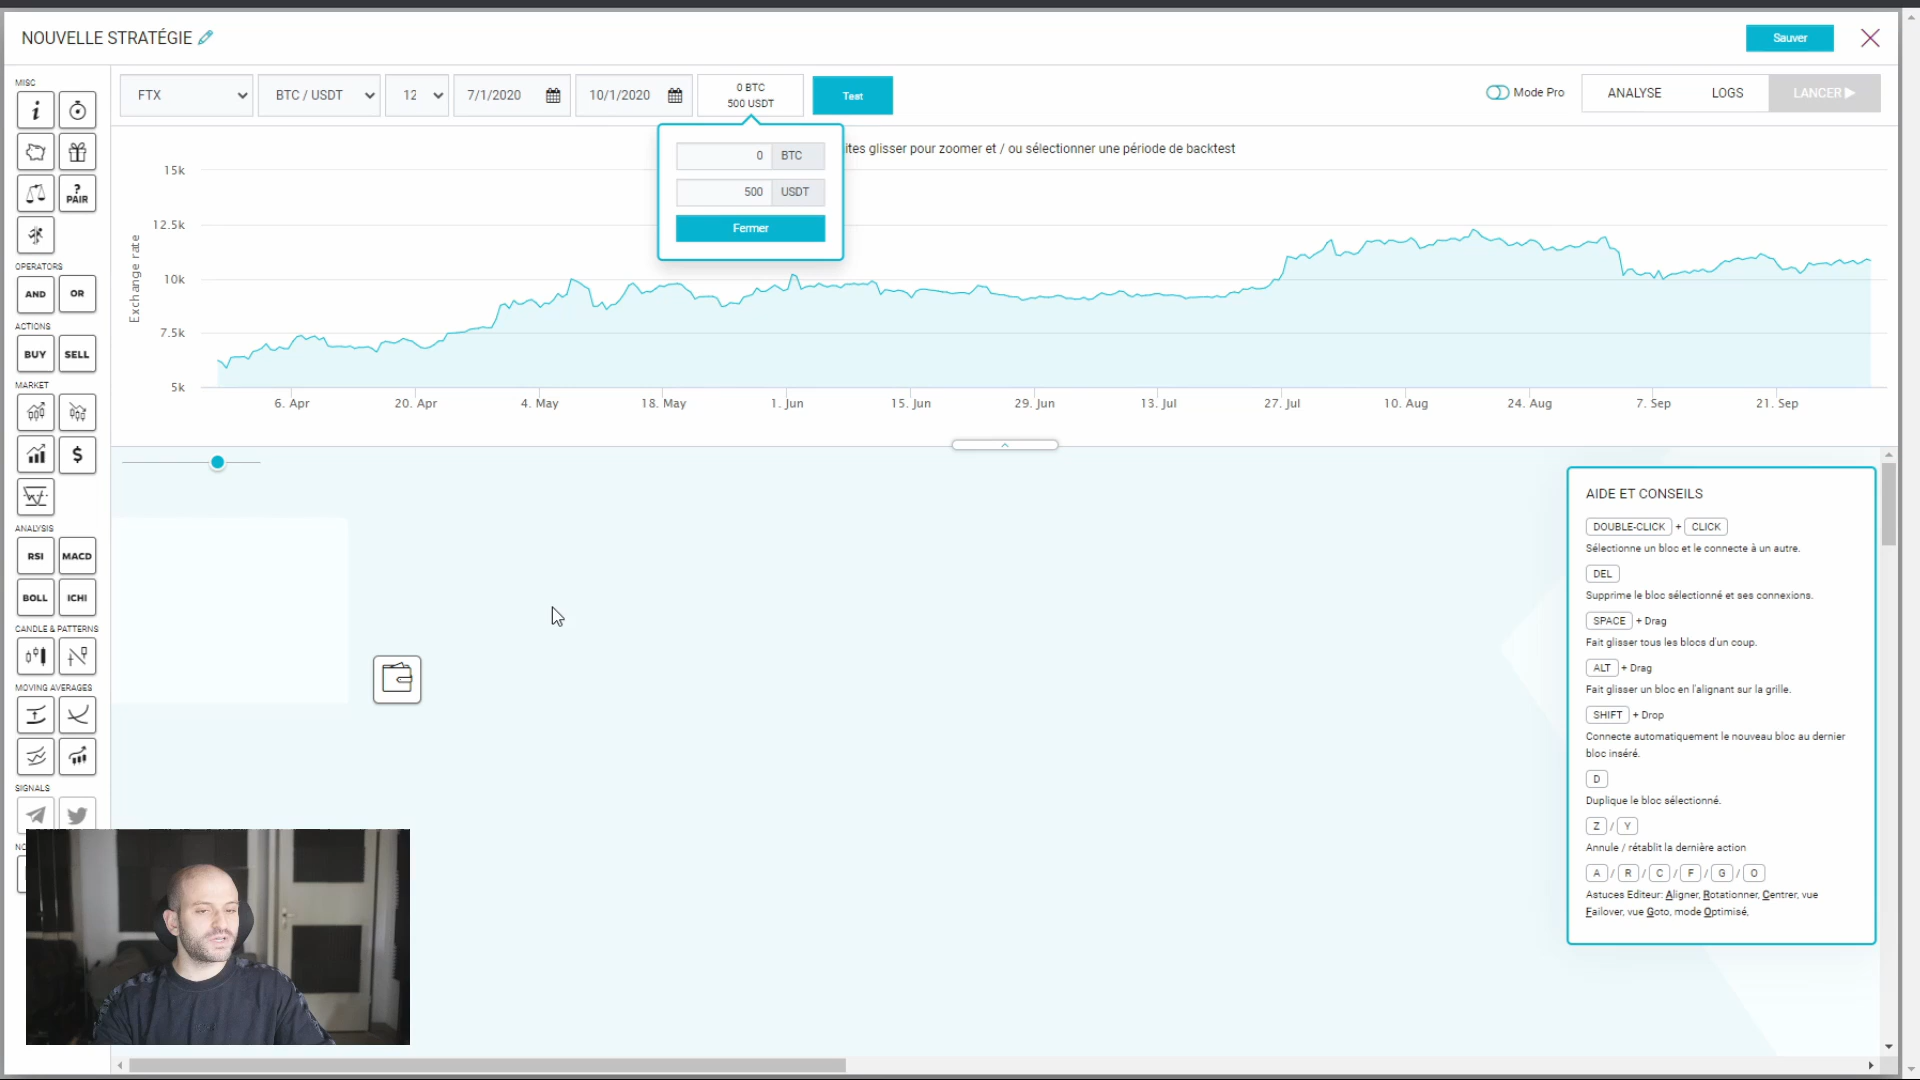 NOUVELLE STRATÉGIE
Sauver
MISC
FTX
BTC / USDT
12
7/1/2020
10/1/2020
0 BTC
500 USDT
Test
Mode Pro
ANALYSE
LOGS
LANCER
0 BTC
500 USDT
Fermer
ites glisser pour zoomer et / ou sélectionner une période de backtest
Exchange rate
15k
12.5k
10k
7.5k
5k
6. Apr
20. Apr
4. May
18. May
1. Jun
15. Jun
29. Jun
13. Jul
27. Jul
10. Aug
24. Aug
7. Sep
21. Sep
i
?
PAIR
OPERATORS
AND
OR
ACTIONS
BUY
SELL
MARKET
$
ANALYSIS
RSI
MACD
BOLL
ICHI
CANDLE & PATTERNS
MOVING AVERAGES
SIGNALS
AIDE ET CONSEILS
DOUBLE-CLICK + CLICK
Sélectionne un bloc et le connecte à un autre.
DEL
Supprime le bloc sélectionné et ses connexions.
SPACE + Drag
Fait glisser tous les blocs d'un coup.
ALT + Drag
Fait glisser un bloc en l'alignant sur la grille.
SHIFT + Drop
Connecte automatiquement le nouveau bloc au dernier
bloc inséré.
D
Duplique le bloc sélectionné.
Z / Y
Annule / rétablit la dernière action
A / R / C / F / G / O
Astuces Editeur: Aligner, Rotationner, Centrer, vue
Failover, vue Goto, mode Optimisé,